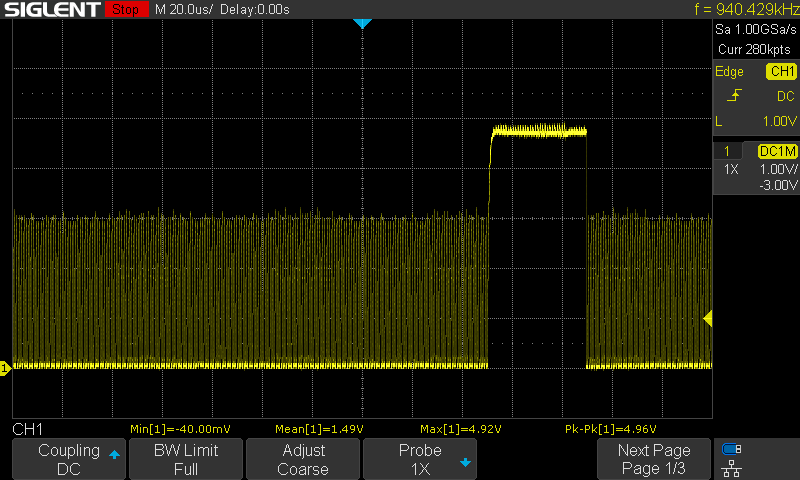 SIGLENT Stop M 20.0us/ Delay:0.00s f = 940.429kHz
Sa 1.00GSa/s
Curr 280kpts
Edge CH1
DC
L 1.00V
1 DC1M
1X 1.00V/
-3.00V
1
CH1 Min[1]=-40.00mV Mean[1]=1.49V Max[1]=4.92V Pk-Pk[1]=4.96V
Coupling BW Limit Adjust Probe Next Page
DC Full Coarse 1X Page 1/3